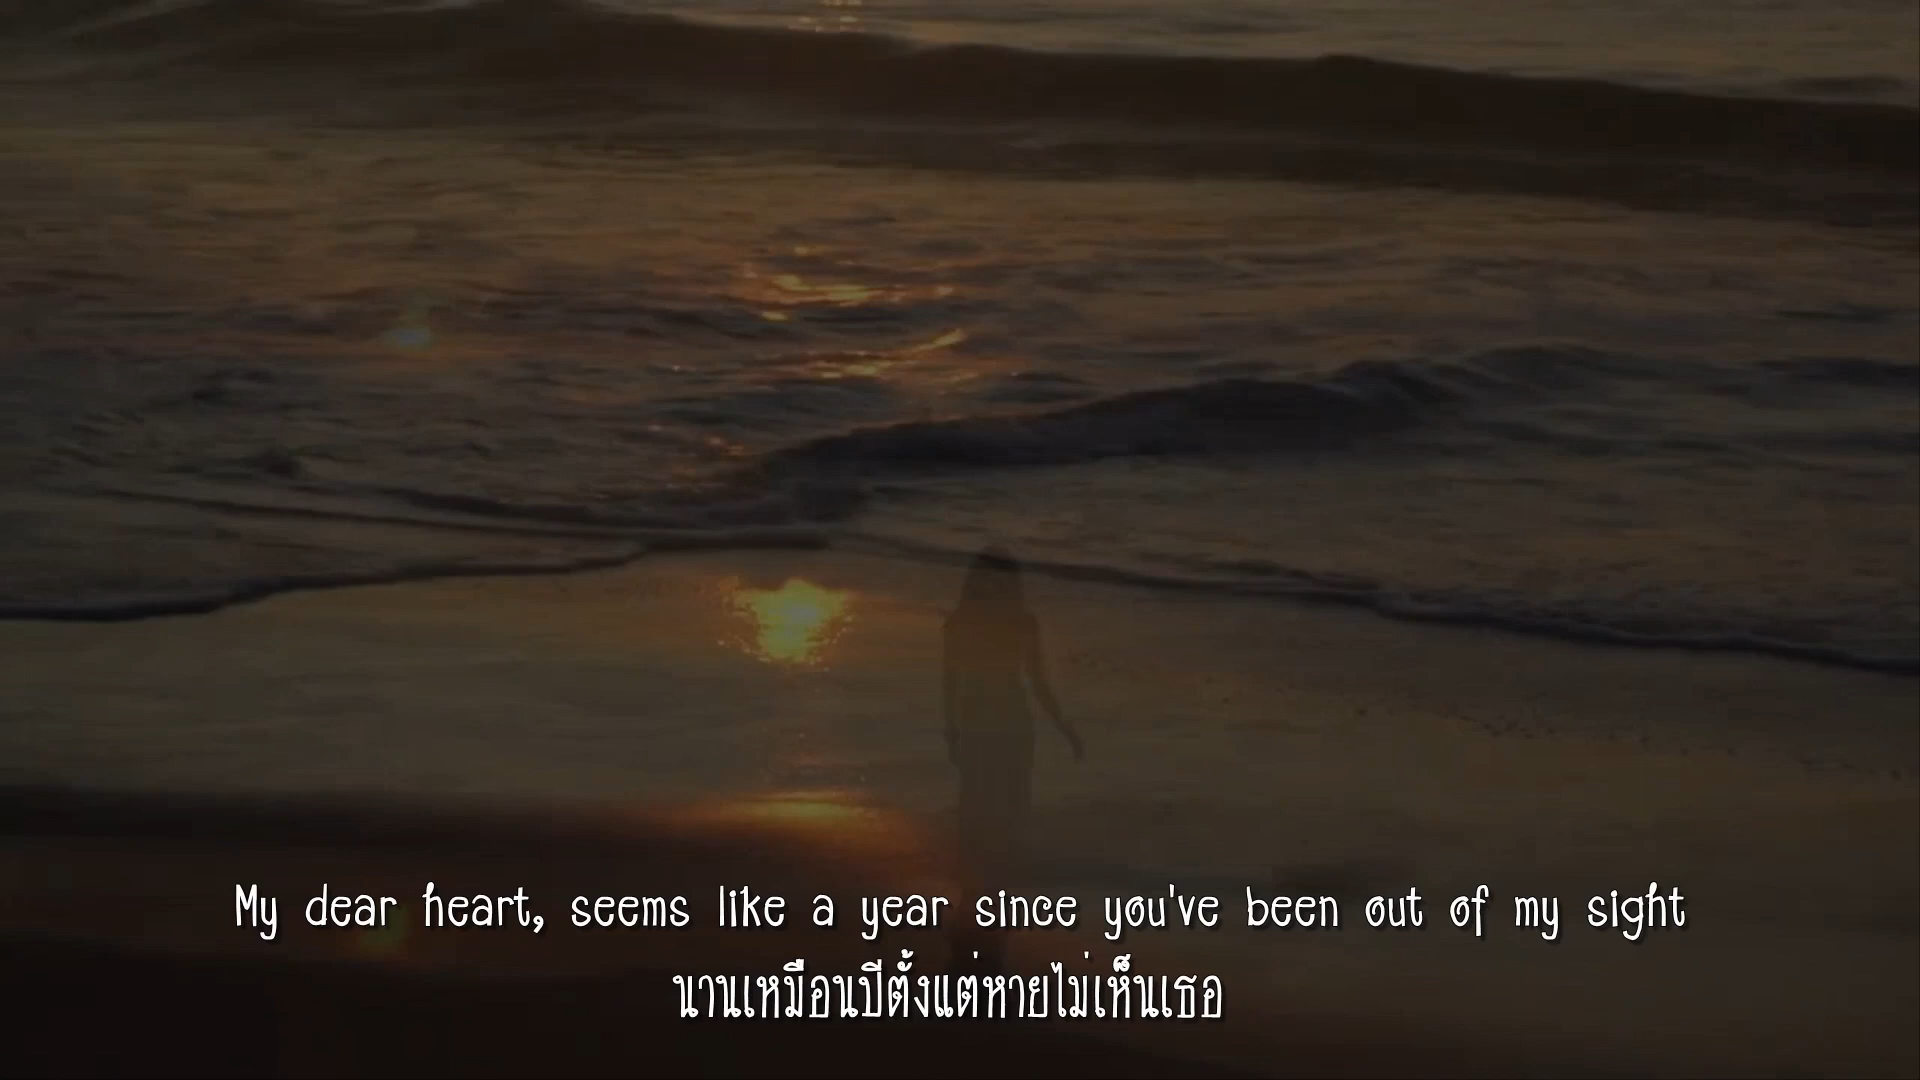 My dear heart, seems like a year since you've been out of my sight
นานเหมือนปีตั้งแต่หายไม่เห็นเธอ